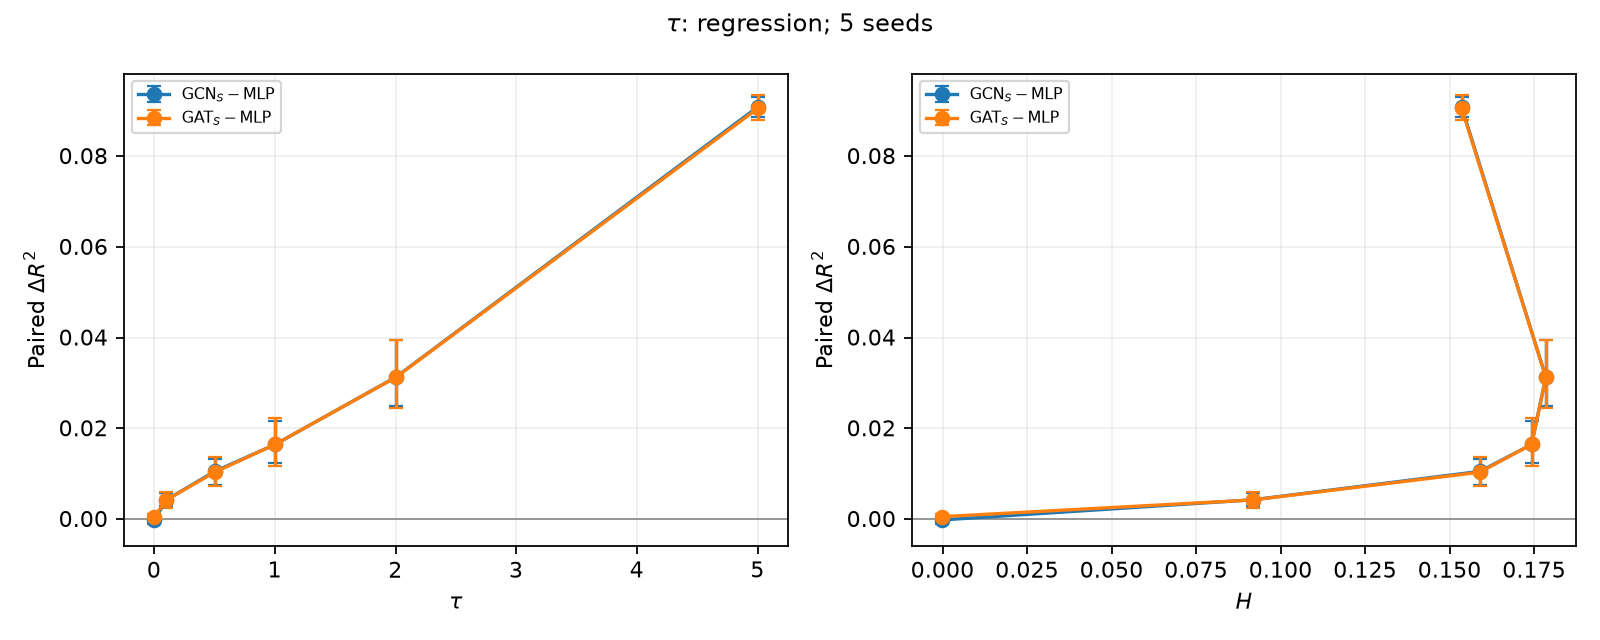 τ: regression; 5 seeds
GCN_S − MLP
GAT_S − MLP
Paired ΔR²
0.08
0.06
0.04
0.02
0.00
0 1 2 3 4 5
τ
GCN_S − MLP
GAT_S − MLP
Paired ΔR²
0.08
0.06
0.04
0.02
0.00
0.000 0.025 0.050 0.075 0.100 0.125 0.150 0.175
H